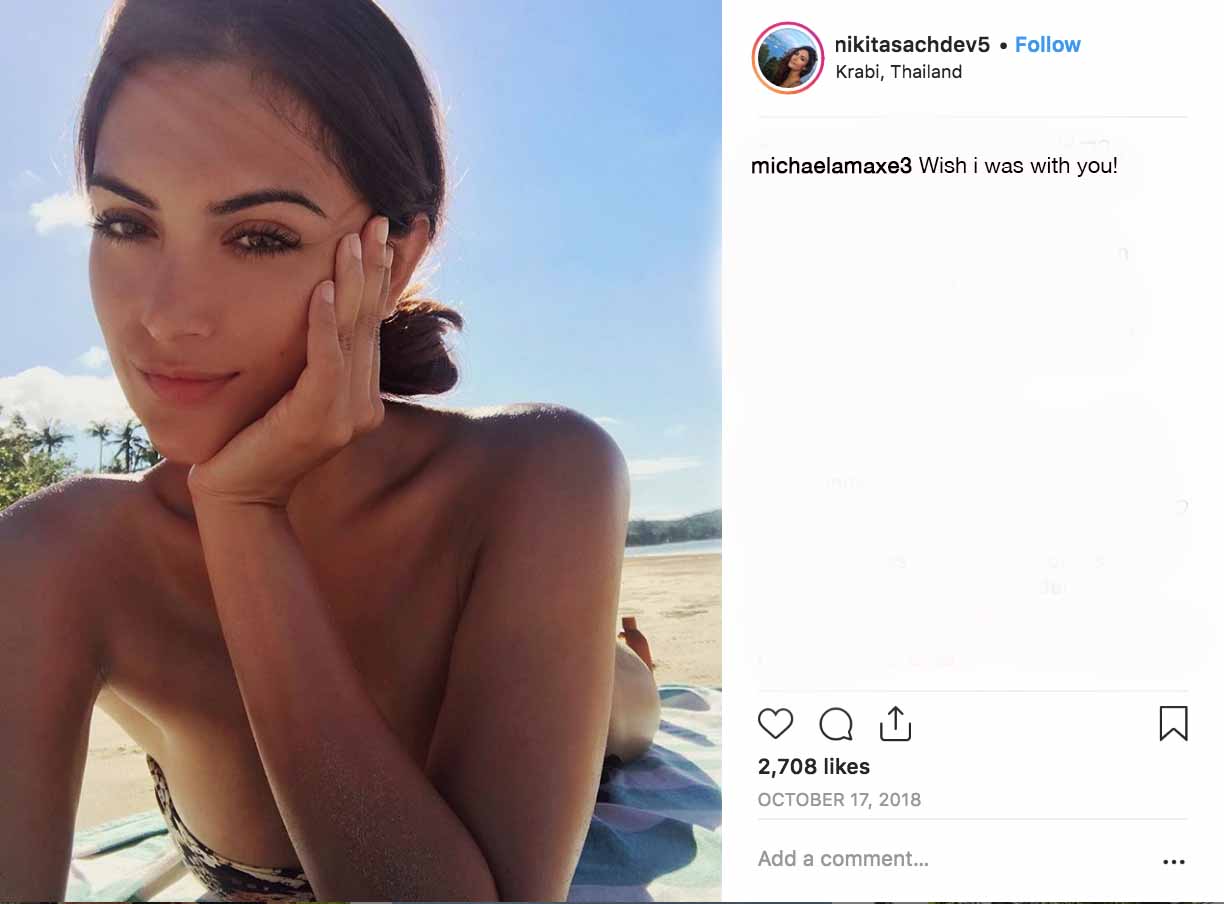 nikitasachdev5 • Follow
Krabi, Thailand
michaelamaxe3 Wish i was with you!
2,708 likes
OCTOBER 17, 2018
Add a comment...